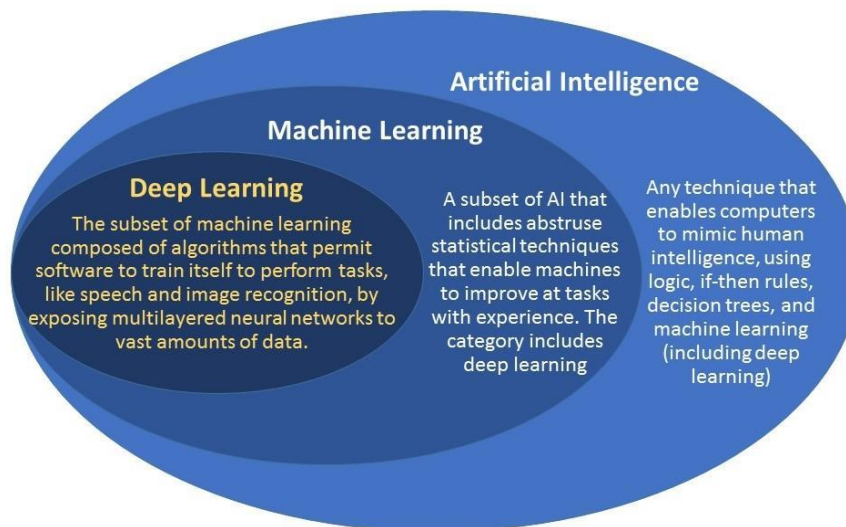 Artificial Intelligence
Machine Learning
Deep Learning
The subset of machine learning
composed of algorithms that permit
software to train itself to perform tasks,
like speech and image recognition, by
exposing multilayered neural networks to
vast amounts of data.
A subset of AI that
includes abstruse
statistical techniques
that enable machines
to improve at tasks
with experience. The
category includes
deep learning
Any technique that
enables computers
to mimic human
intelligence, using
logic, if-then rules,
decision trees, and
machine learning
(including deep
learning)